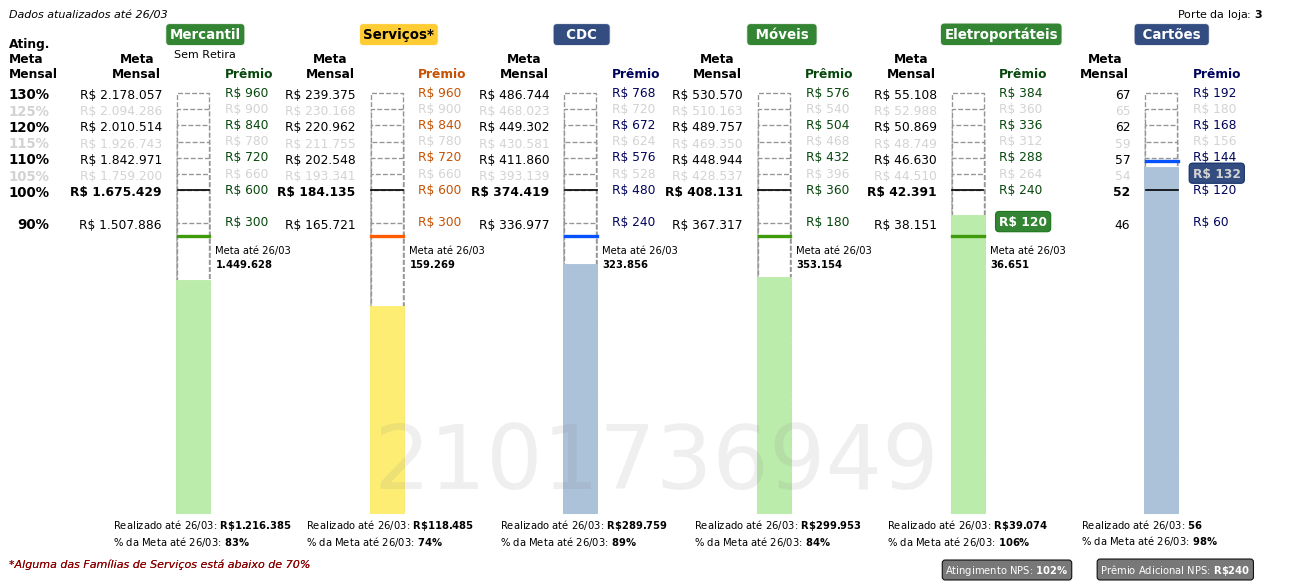 Dados atualizados até 26/03
Porte da loja: 3
Mercantil Serviços* CDC Móveis Eletroportáteis Cartões
Sem Retira
Ating. Meta Mensal
Meta Mensal Prêmio Meta Mensal Prêmio Meta Mensal Prêmio Meta Mensal Prêmio Meta Mensal Prêmio Meta Mensal Prêmio
130% R$ 2.178.057 R$ 960 R$ 239.375 R$ 960 R$ 486.744 R$ 768 R$ 530.570 R$ 576 R$ 55.108 R$ 384 67 R$ 192
125% R$ 2.094.286 R$ 900 R$ 230.168 R$ 900 R$ 468.023 R$ 720 R$ 510.163 R$ 540 R$ 52.988 R$ 360 65 R$ 180
120% R$ 2.010.514 R$ 840 R$ 220.962 R$ 840 R$ 449.302 R$ 672 R$ 489.757 R$ 504 R$ 50.869 R$ 336 62 R$ 168
115% R$ 1.926.743 R$ 780 R$ 211.755 R$ 780 R$ 430.581 R$ 624 R$ 469.350 R$ 468 R$ 48.749 R$ 312 59 R$ 156
110% R$ 1.842.971 R$ 720 R$ 202.548 R$ 720 R$ 411.860 R$ 576 R$ 448.944 R$ 432 R$ 46.630 R$ 288 57 R$ 144
105% R$ 1.759.200 R$ 660 R$ 193.341 R$ 660 R$ 393.139 R$ 528 R$ 428.537 R$ 396 R$ 44.510 R$ 264 54 R$ 132
100% R$ 1.675.429 R$ 600 R$ 184.135 R$ 600 R$ 374.419 R$ 480 R$ 408.131 R$ 360 R$ 42.391 R$ 240 52 R$ 120
90% R$ 1.507.886 R$ 300 R$ 165.721 R$ 300 R$ 336.977 R$ 240 R$ 367.317 R$ 180 R$ 38.151 R$ 120 46 R$ 60
Meta até 26/03 Meta até 26/03 Meta até 26/03 Meta até 26/03 Meta até 26/03
1.449.628 159.269 323.856 353.154 36.651
2101736949
Realizado até 26/03: R$1.216.385 Realizado até 26/03: R$118.485 Realizado até 26/03: R$289.759 Realizado até 26/03: R$299.953 Realizado até 26/03: R$39.074 Realizado até 26/03: 56
% da Meta até 26/03: 83% % da Meta até 26/03: 74% % da Meta até 26/03: 89% % da Meta até 26/03: 84% % da Meta até 26/03: 106% % da Meta até 26/03: 98%
*Alguma das Famílias de Serviços está abaixo de 70%
Atingimento NPS: 102% Prêmio Adicional NPS: R$240